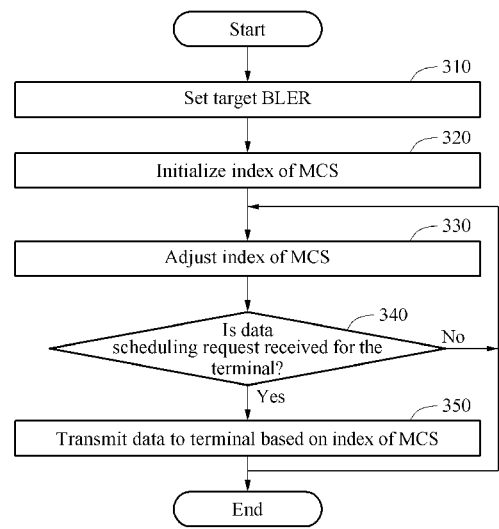 Start
310
Set target BLER
320
Initialize index of MCS
330
Adjust index of MCS
340
Is data
scheduling request received for the
terminal?
No
Yes
350
Transmit data to terminal based on index of MCS
End